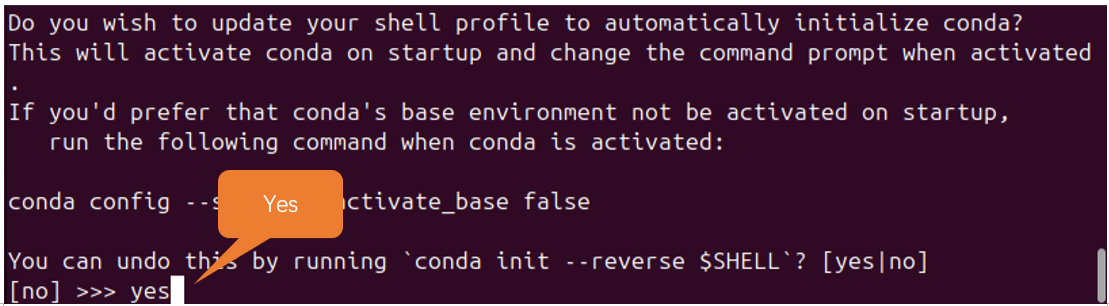 Do you wish to update your shell profile to automatically initialize conda?
This will activate conda on startup and change the command prompt when activated
.
If you'd prefer that conda's base environment not be activated on startup,
   run the following command when conda is activated:
conda config --s ctivate_base false
Yes
You can undo this by running `conda init --reverse $SHELL`? [yes|no]
[no] >>> yes